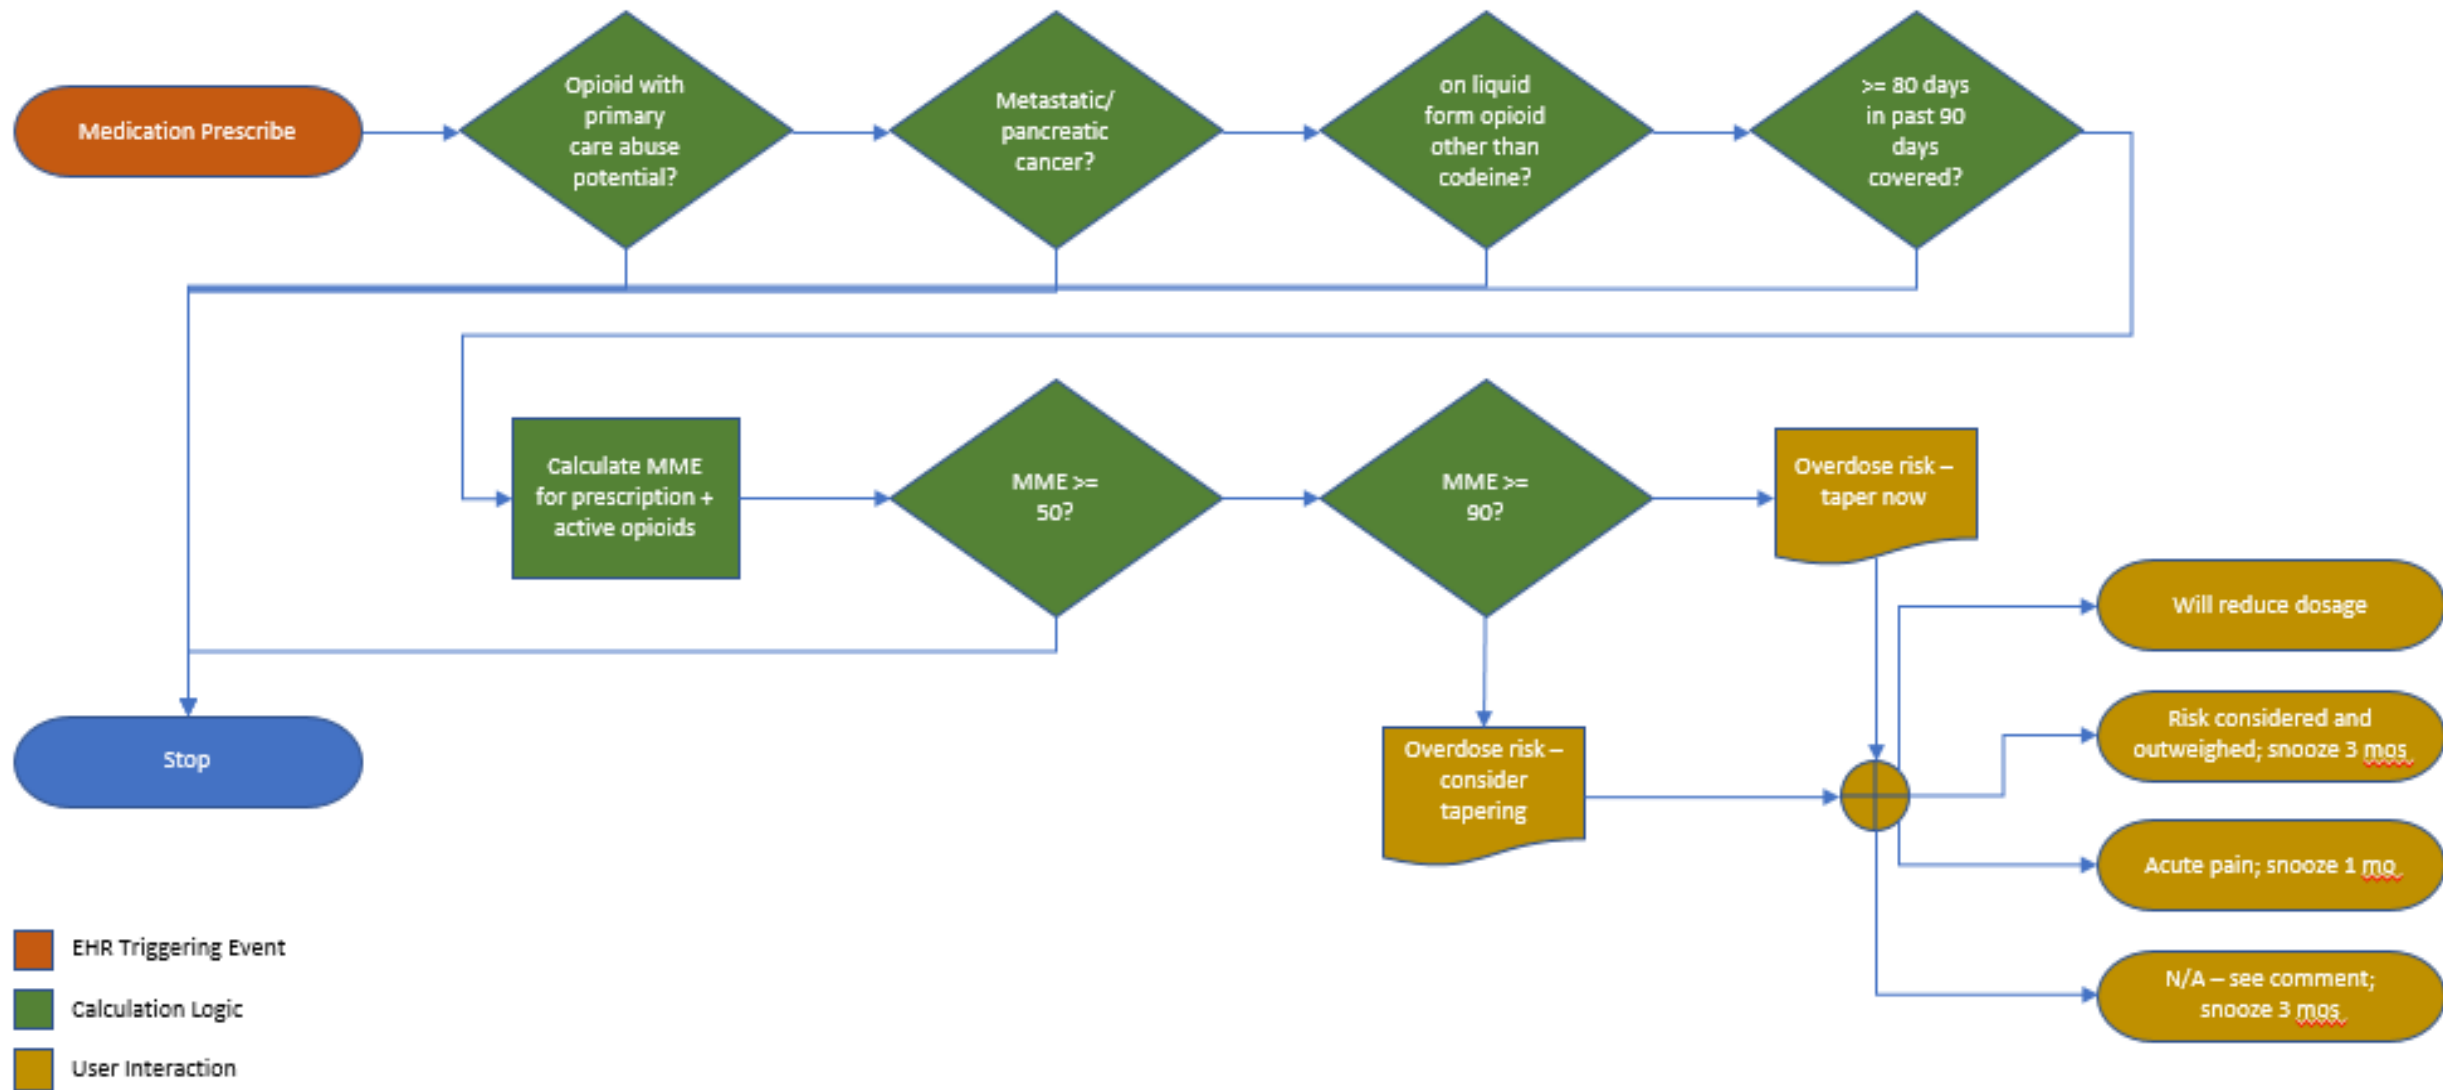 Medication Prescribe
Opioid with
primary
care abuse
potential?
Metastatic/
pancreatic
cancer?
on liquid
form opioid
other than
codeine?
>= 80 days
in past 90
days
covered?
Calculate MME
for prescription +
active opioids
MME >=
50?
MME >=
90?
Overdose risk –
taper now
Will reduce dosage
Risk considered and
outweighed; snooze 3 mos
Stop
Overdose risk –
consider
tapering
Acute pain; snooze 1 mo
N/A – see comment;
snooze 3 mos
EHR Triggering Event
Calculation Logic
User Interaction